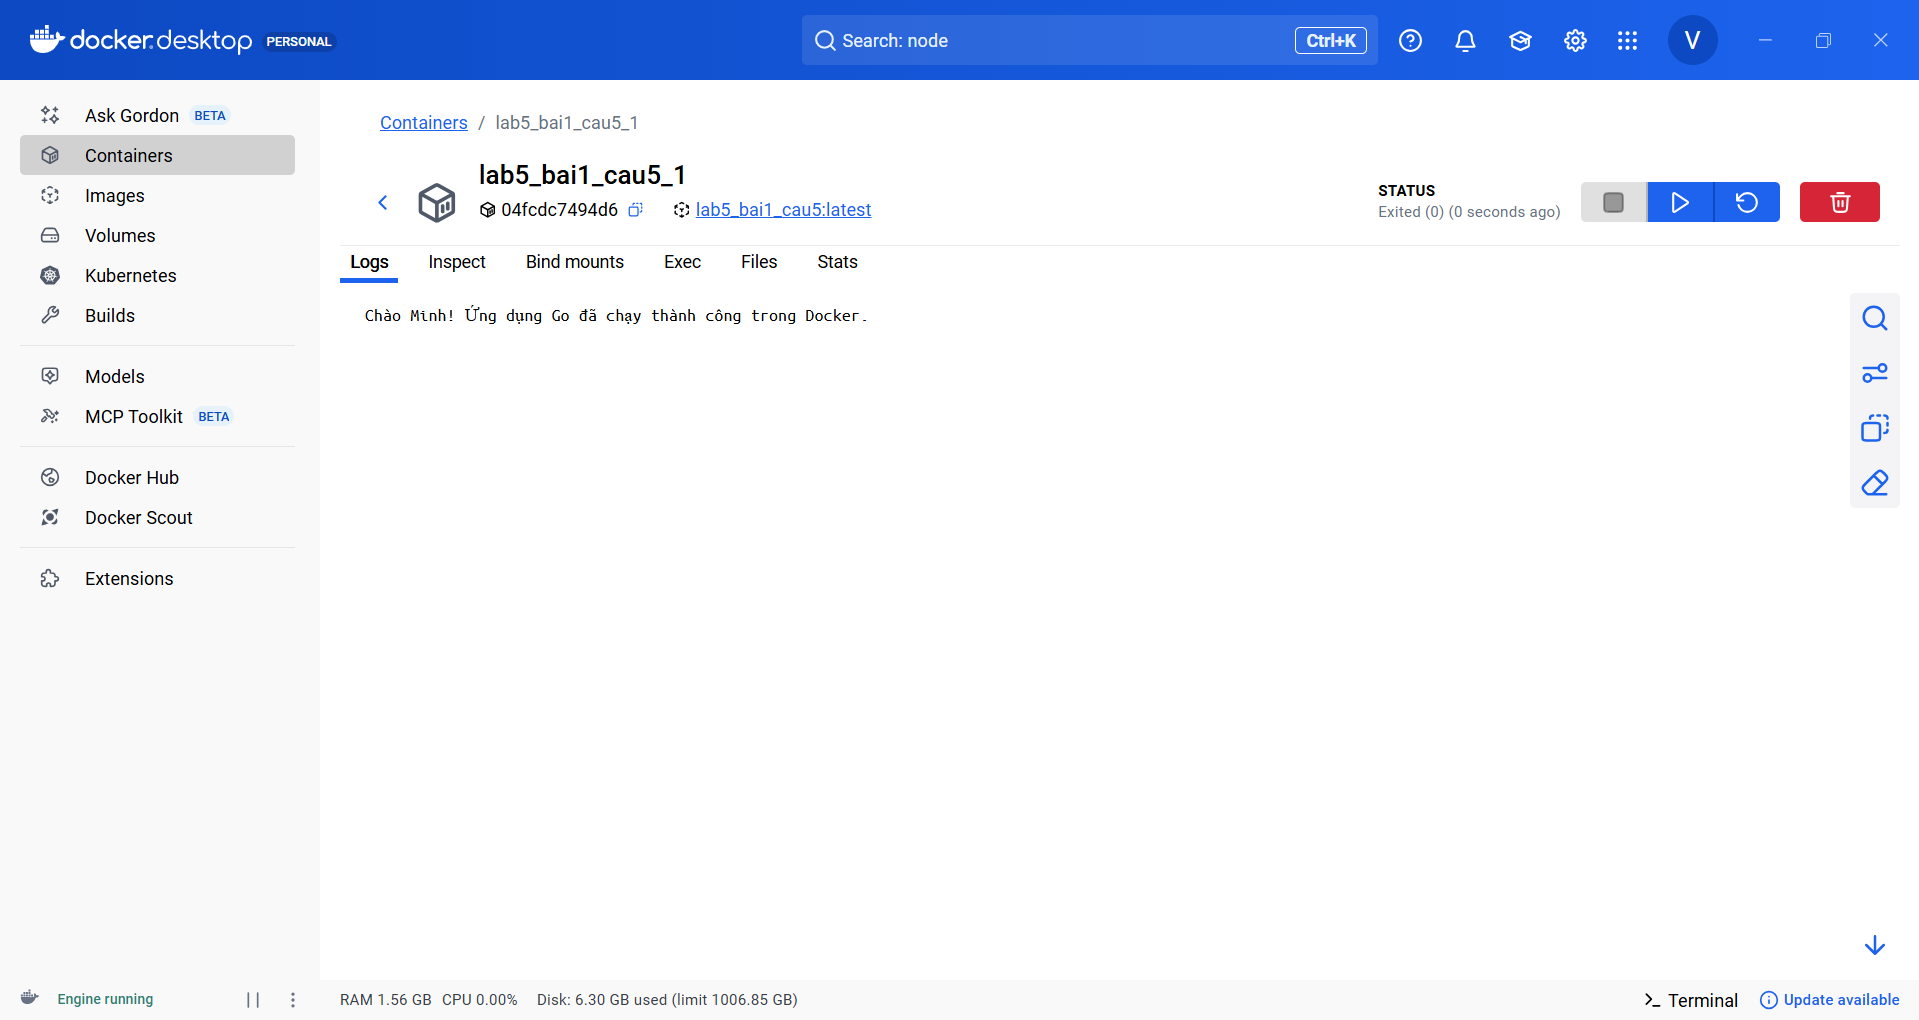 docker.desktop PERSONAL
Search: node
Ctrl+K
V
Ask Gordon BETA
Containers
Images
Volumes
Kubernetes
Builds
Models
MCP Toolkit BETA
Docker Hub
Docker Scout
Extensions
Containers / lab5_bai1_cau5_1
lab5_bai1_cau5_1
04fcdc7494d6
lab5_bai1_cau5:latest
STATUS
Exited (0) (0 seconds ago)
Logs
Inspect
Bind mounts
Exec
Files
Stats
Chào Minh! Ứng dụng Go đã chạy thành công trong Docker.
Engine running
RAM 1.56 GB CPU 0.00% Disk: 6.30 GB used (limit 1006.85 GB)
Terminal
Update available